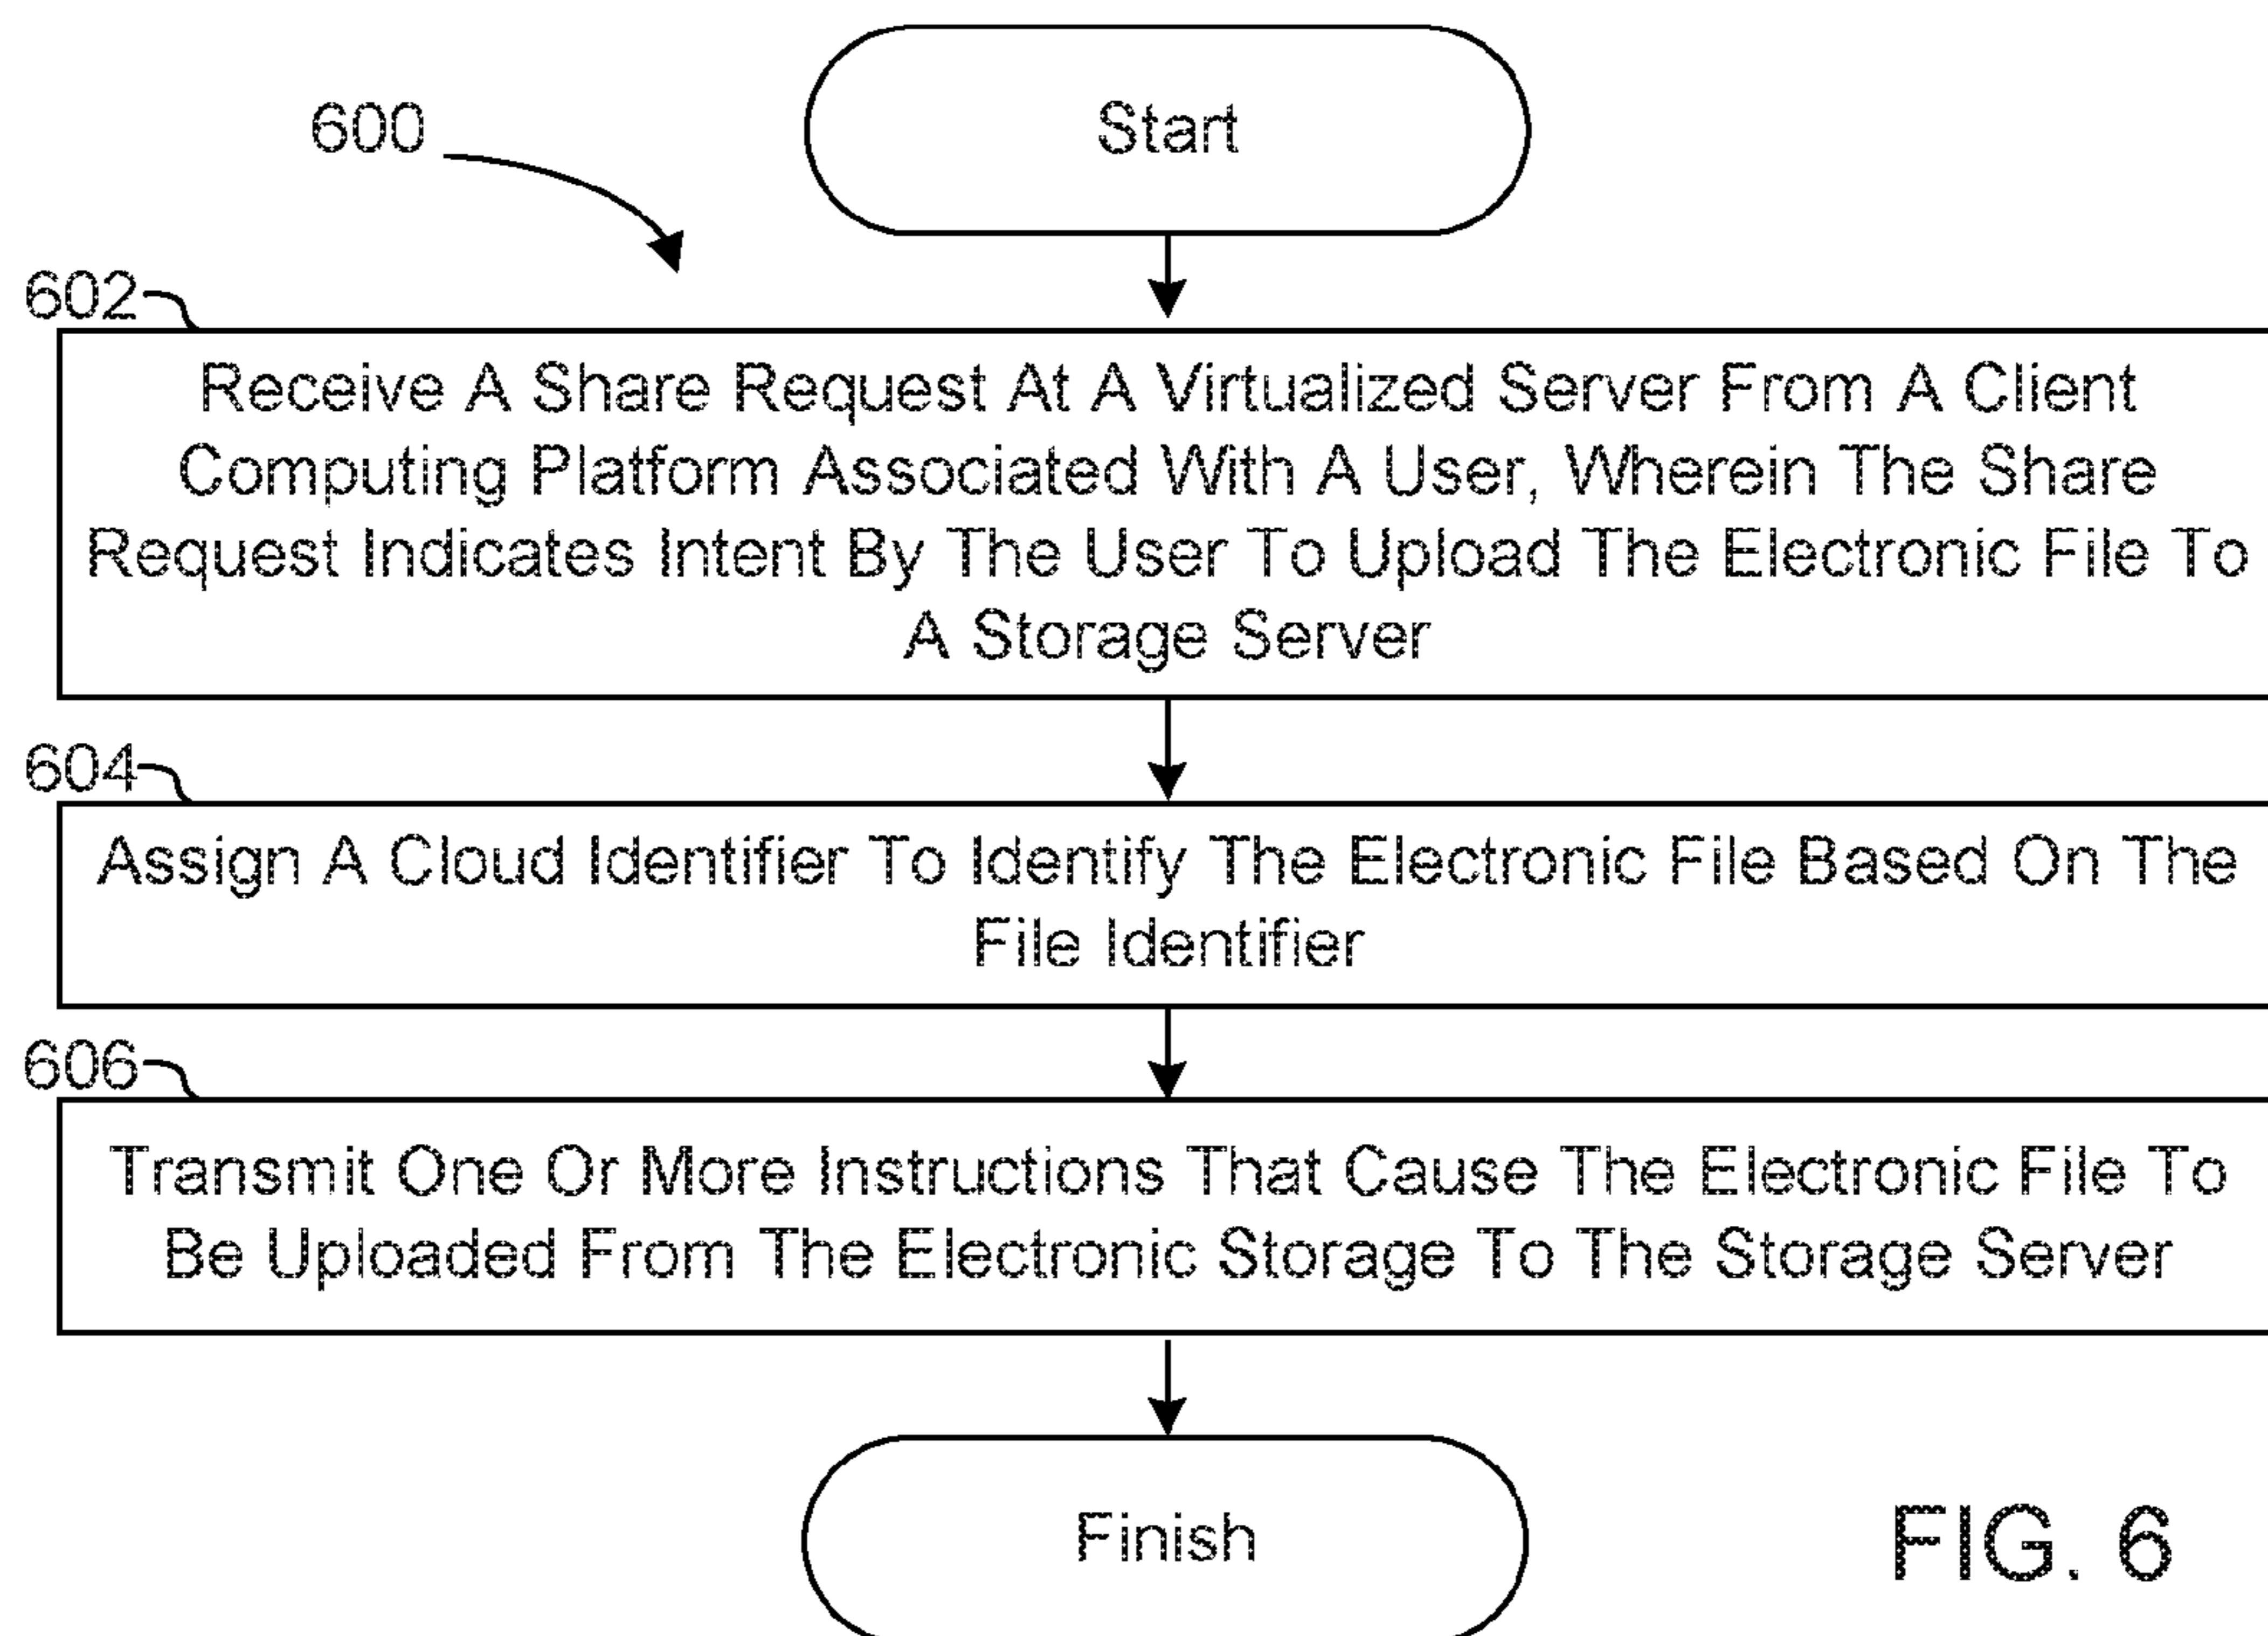 Start
600
602
Receive A Share Request At A Virtualized Server From A Client
Computing Platform Associated With A User, Wherein The Share
Request Indicates Intent By The User To Upload The Electronic File To
A Storage Server
604
Assign A Cloud Identifier To Identify The Electronic File Based On The
File Identifier
606
Transmit One Or More Instructions That Cause The Electronic File To
Be Uploaded From The Electronic Storage To The Storage Server
Finish
FIG. 6